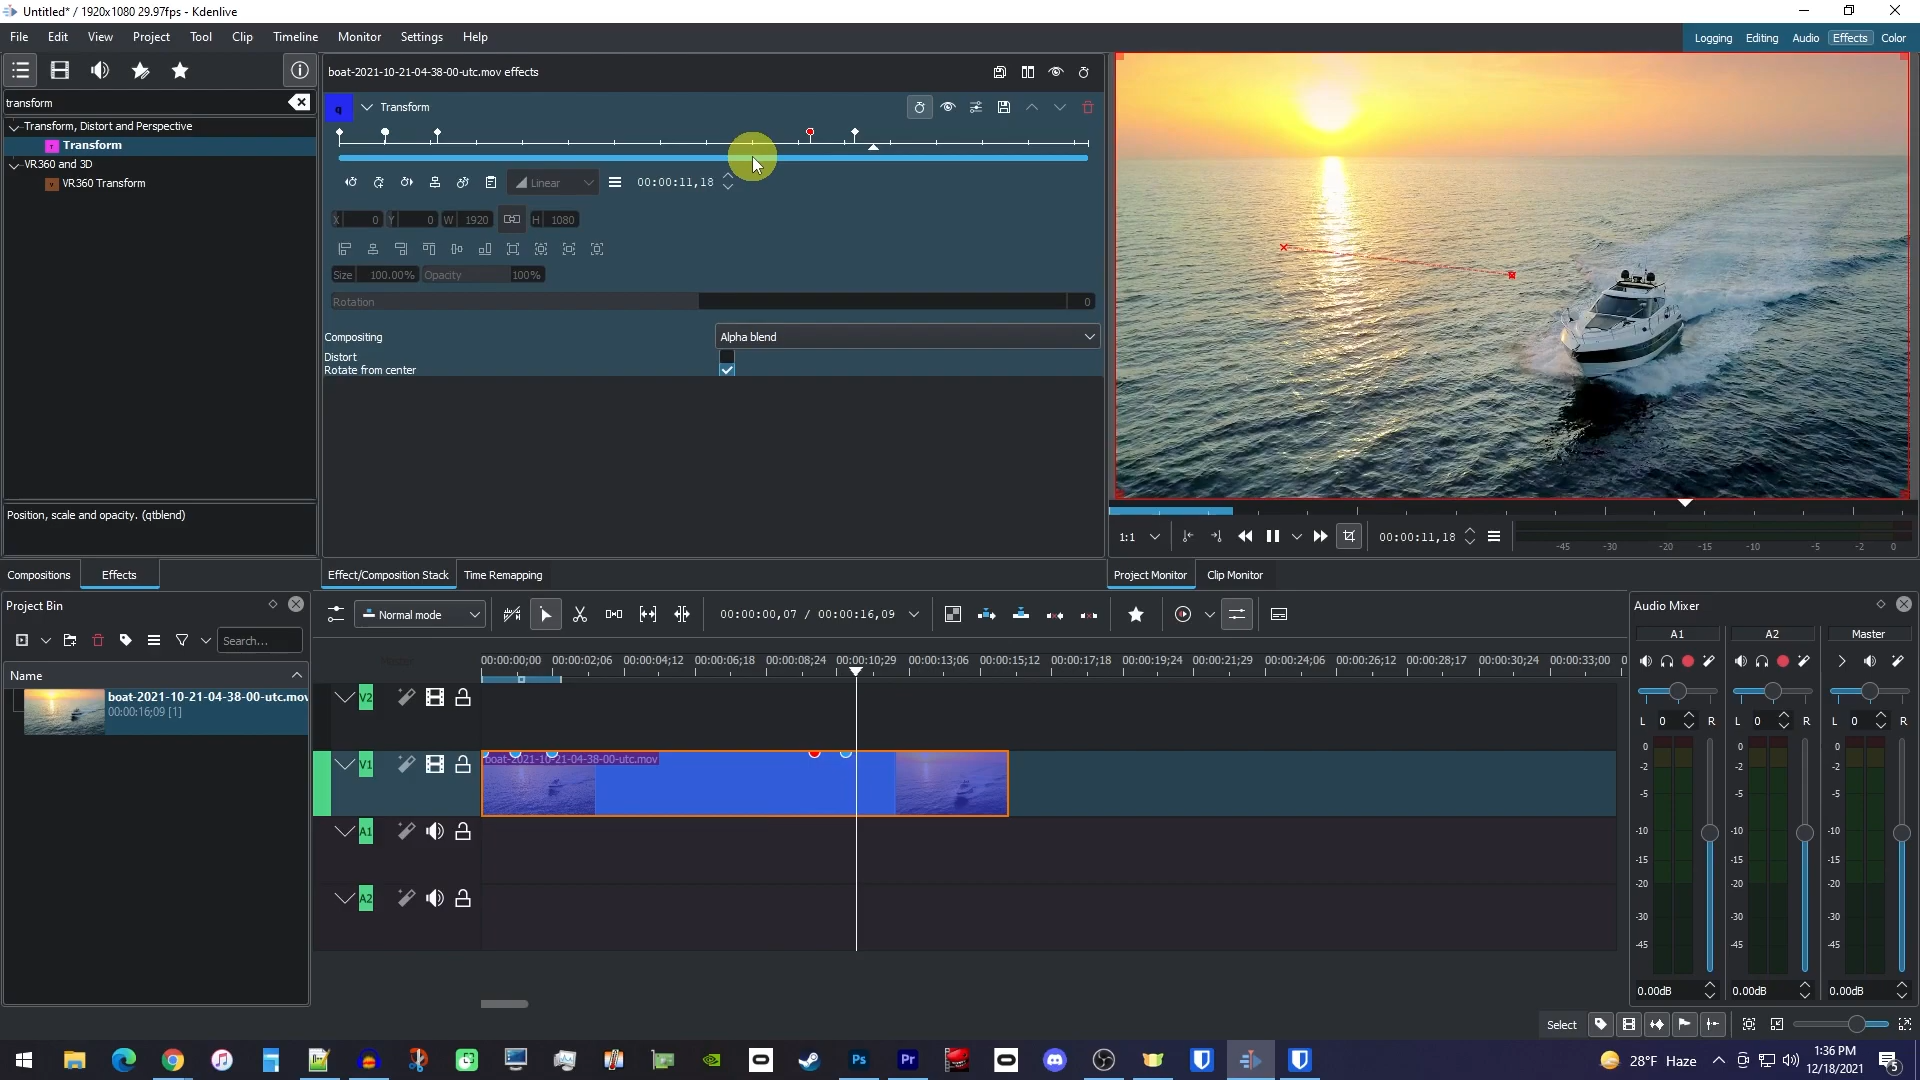 Untitled* / 1920x1080 29.97fps - Kdenlive
File Edit View Project Tool Clip Timeline Monitor Settings Help
Logging Editing Audio Effects Color
transform
Transform, Distort and Perspective
Transform
VR360 and 3D
VR360 Transform
Position, scale and opacity. (qtblend)
Compositions Effects
boat-2021-10-21-04-38-00-utc.mov effects
q Transform
Linear 00:00:11,18
X 0 Y 0 W 1920 H 1080
Size 100.00% Opacity 100%
Rotation 0
Compositing Alpha blend
Distort
Rotate from center
Effect/Composition Stack Time Remapping
1:1 00:00:11,18 -45 -30 -20 -15 -10 -5 -2 0
Project Monitor Clip Monitor
Project Bin
Search...
Name
boat-2021-10-21-04-38-00-utc.mov
00:00:16;09 [1]
Normal mode 00:00:00,07 / 00:00:16,09
00:00:00;00 00:00:02;06 00:00:04;12 00:00:06;18 00:00:08;24 00:00:10;29 00:00:13;06 00:00:15;12 00:00:17;18 00:00:19;24 00:00:21;29 00:00:24;06 00:00:26;12 00:00:28;17 00:00:30;24 00:00:33;00 0
V2
V1
boat-2021-10-21-04-38-00-utc.mov
A1
A2
Audio Mixer
A1 A2 Master
L 0 R L 0 R L 0 R
0 0 0
-2 -2 -2
-5 -5 -5
-10 -10 -10
-15 -15 -15
-20 -20 -20
-30 -30 -30
-45 -45 -45
0.00dB 0.00dB 0.00dB
Select
Ps Pr
28°F Haze
1:36 PM
12/18/2021
5